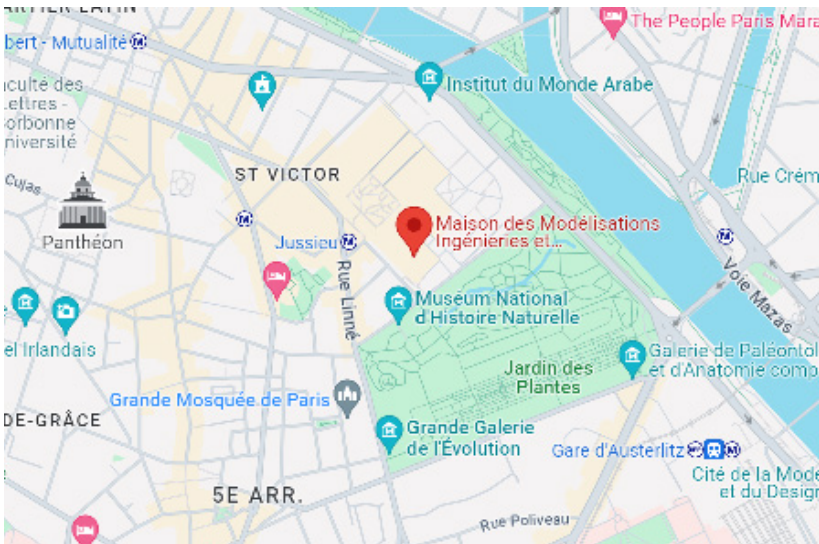 bert - Mutualité
The People Paris Mara
Institut du Monde Arabe
culté des
Lettres -
Sorbonne
niversité
ST VICTOR
Rue Crém
Cujas
Panthéon
Jussieu
Maison des Modélisations
Ingénieries et...
Rue Linné
Voie Mazas
Muséum National
d'Histoire Naturelle
el Irlandais
Galerie de Paléontol
et d'Anatomie comp
Jardin des
Plantes
Grande Mosquée de Paris
DE-GRÂCE
Grande Galerie
de l'Évolution
Gare d'Austerlitz
Cité de la Mode
et du Design
5E ARR.
Rue Poliveau